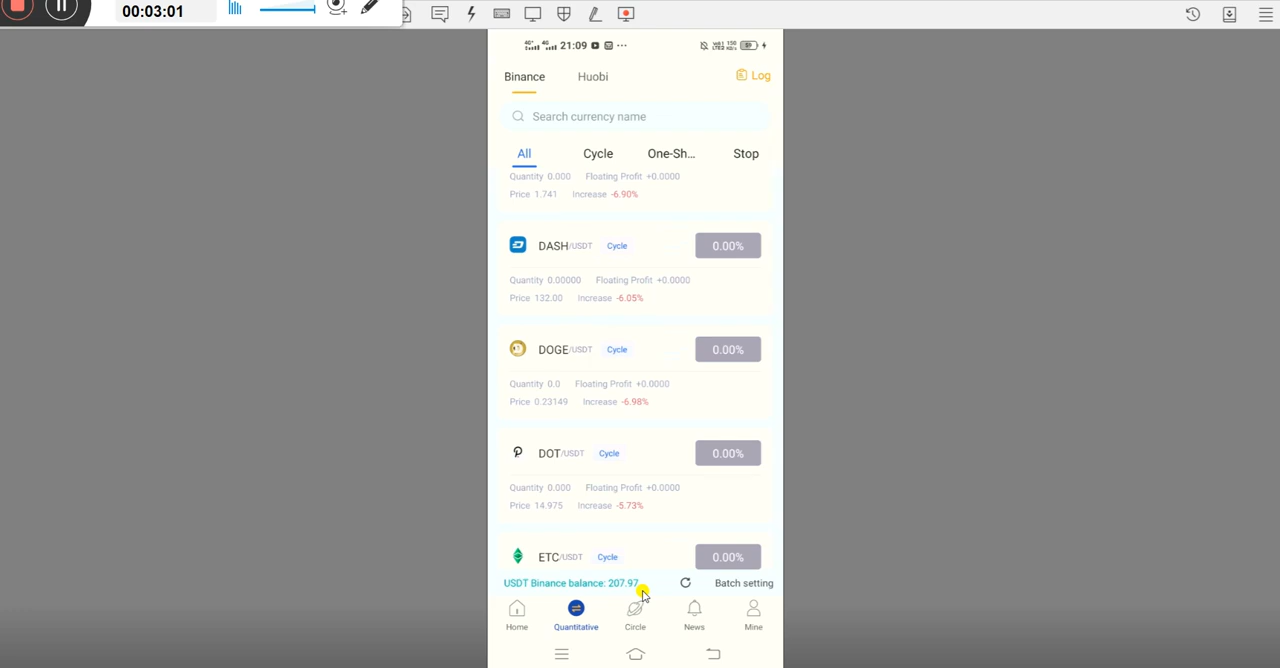 00:03:01
21:09
Binance Huobi Log
Search currency name
All Cycle One-Sh... Stop
Quantity 0.000 Floating Profit +0.0000
Price 1.741 Increase -6.90%
DASH/USDT Cycle 0.00%
Quantity 0.00000 Floating Profit +0.0000
Price 132.00 Increase -6.05%
DOGE/USDT Cycle 0.00%
Quantity 0.0 Floating Profit +0.0000
Price 0.23149 Increase -6.98%
DOT/USDT Cycle 0.00%
Quantity 0.000 Floating Profit +0.0000
Price 14.975 Increase -5.73%
ETC/USDT Cycle 0.00%
USDT Binance balance: 207.97 Batch setting
Home Quantitative Circle News Mine